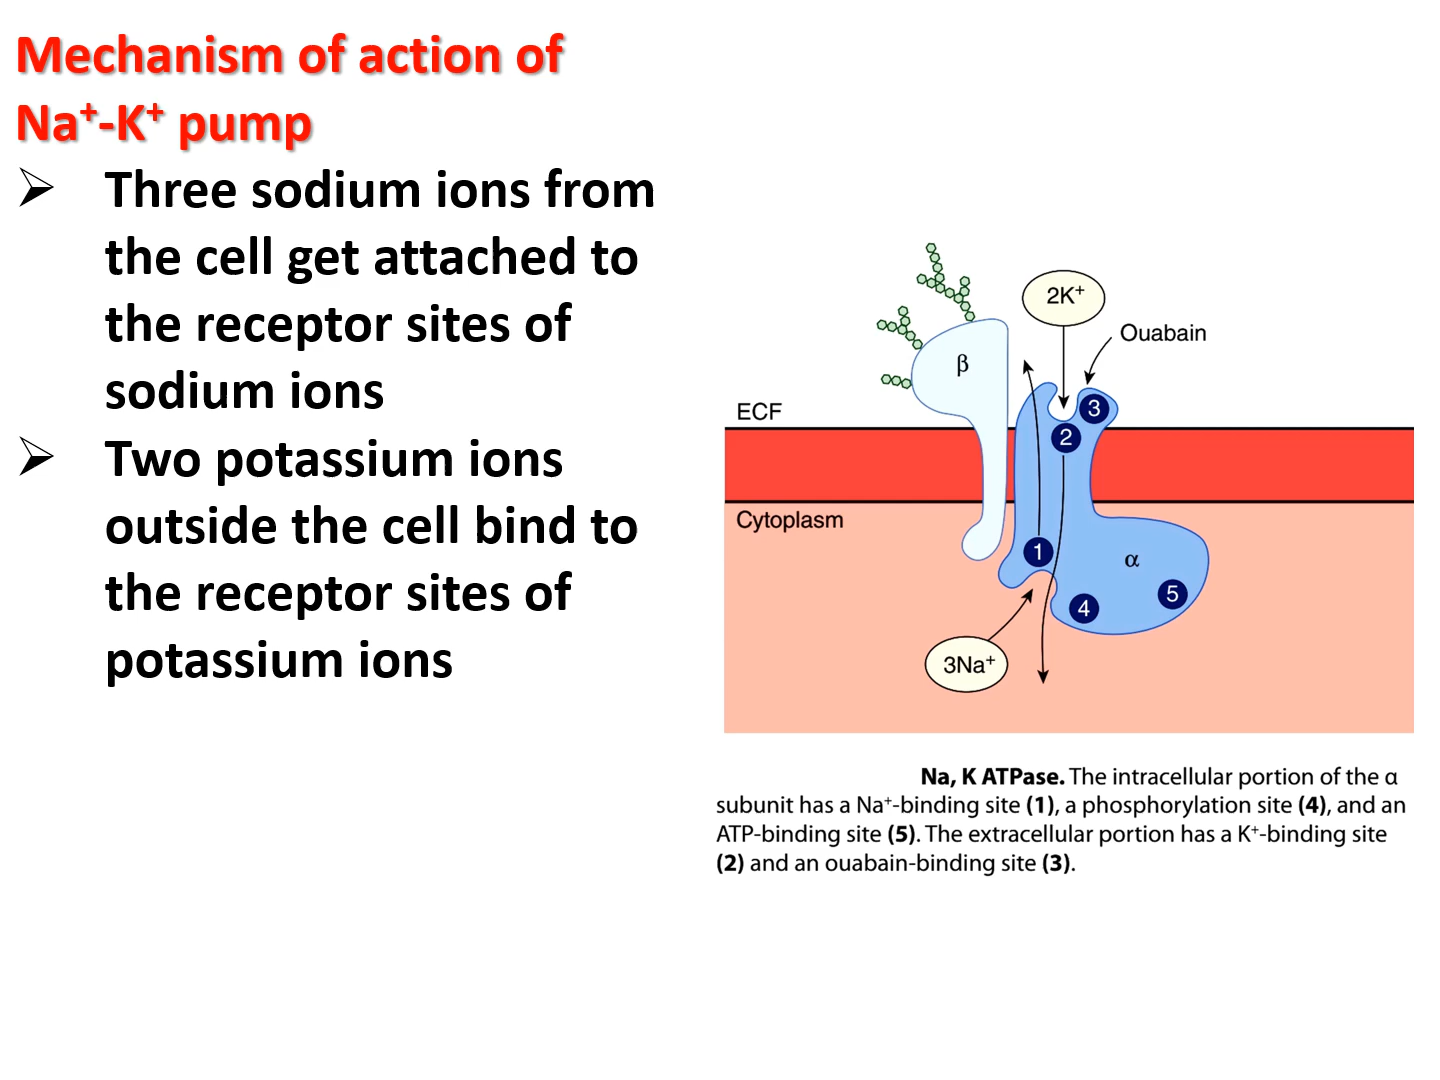 Mechanism of action of
Na⁺-K⁺ pump
➢ Three sodium ions from
the cell get attached to
the receptor sites of
sodium ions
➢ Two potassium ions
outside the cell bind to
the receptor sites of
potassium ions
2K⁺
Ouabain
β
3
ECF
2
Cytoplasm
1
α
5
4
3Na⁺
Na, K ATPase. The intracellular portion of the α
subunit has a Na⁺-binding site (1), a phosphorylation site (4), and an
ATP-binding site (5). The extracellular portion has a K⁺-binding site
(2) and an ouabain-binding site (3).